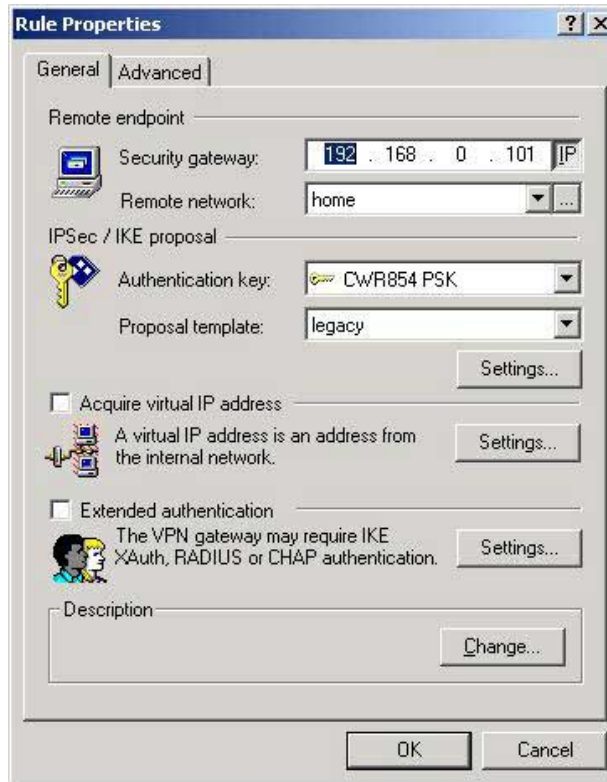 Rule Properties
General Advanced
Remote endpoint
Security gateway: 192 . 168 . 0 . 101 IP
Remote network: home ...
IPSec / IKE proposal
Authentication key: CWR854 PSK
Proposal template: legacy
Settings...
Acquire virtual IP address
A virtual IP address is an address from
the internal network.
Settings...
Extended authentication
The VPN gateway may require IKE
XAuth, RADIUS or CHAP authentication.
Settings...
Description
Change...
OK Cancel